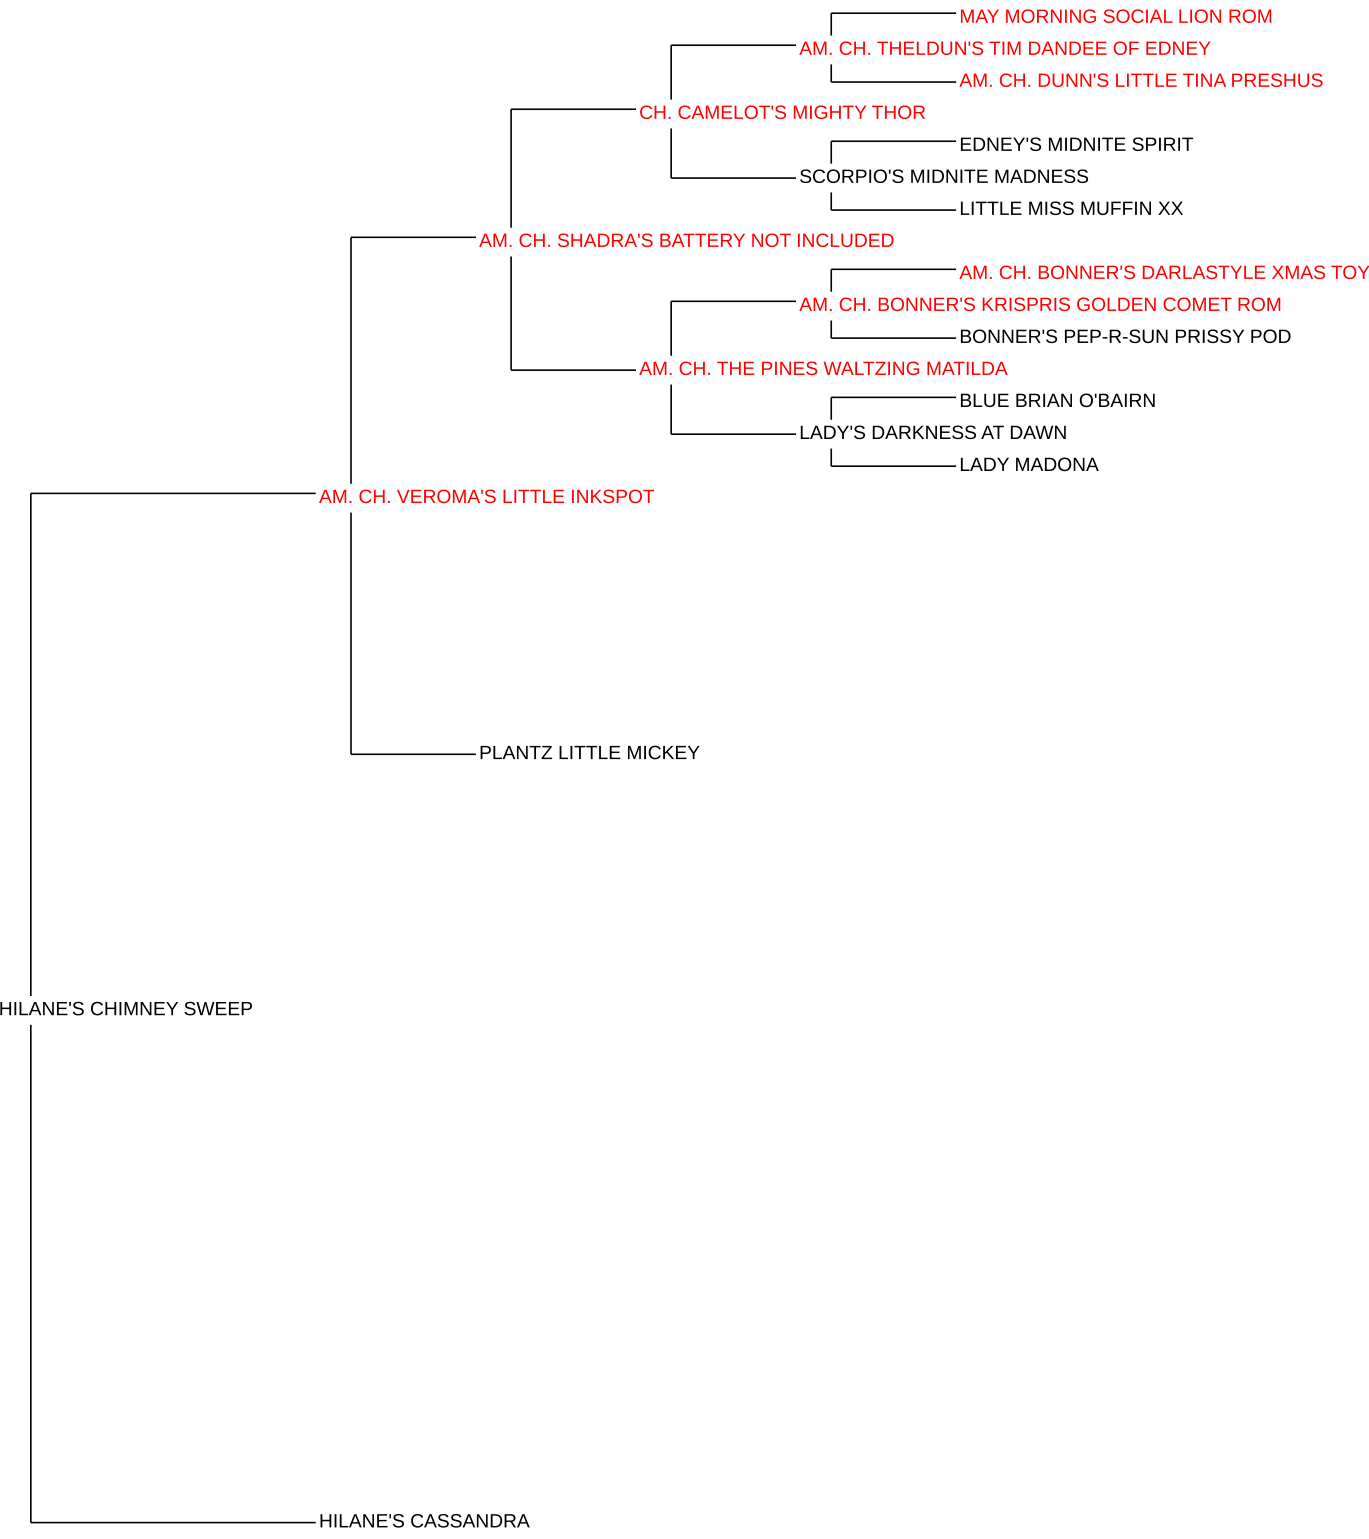 MAY MORNING SOCIAL LION ROM
AM. CH. THELDUN'S TIM DANDEE OF EDNEY
AM. CH. DUNN'S LITTLE TINA PRESHUS
CH. CAMELOT'S MIGHTY THOR
EDNEY'S MIDNITE SPIRIT
SCORPIO'S MIDNITE MADNESS
LITTLE MISS MUFFIN XX
AM. CH. SHADRA'S BATTERY NOT INCLUDED
AM. CH. BONNER'S DARLASTYLE XMAS TOY
AM. CH. BONNER'S KRISPRIS GOLDEN COMET ROM
BONNER'S PEP-R-SUN PRISSY POD
AM. CH. THE PINES WALTZING MATILDA
BLUE BRIAN O'BAIRN
LADY'S DARKNESS AT DAWN
LADY MADONA
AM. CH. VEROMA'S LITTLE INKSPOT
PLANTZ LITTLE MICKEY
HILANE'S CHIMNEY SWEEP
HILANE'S CASSANDRA